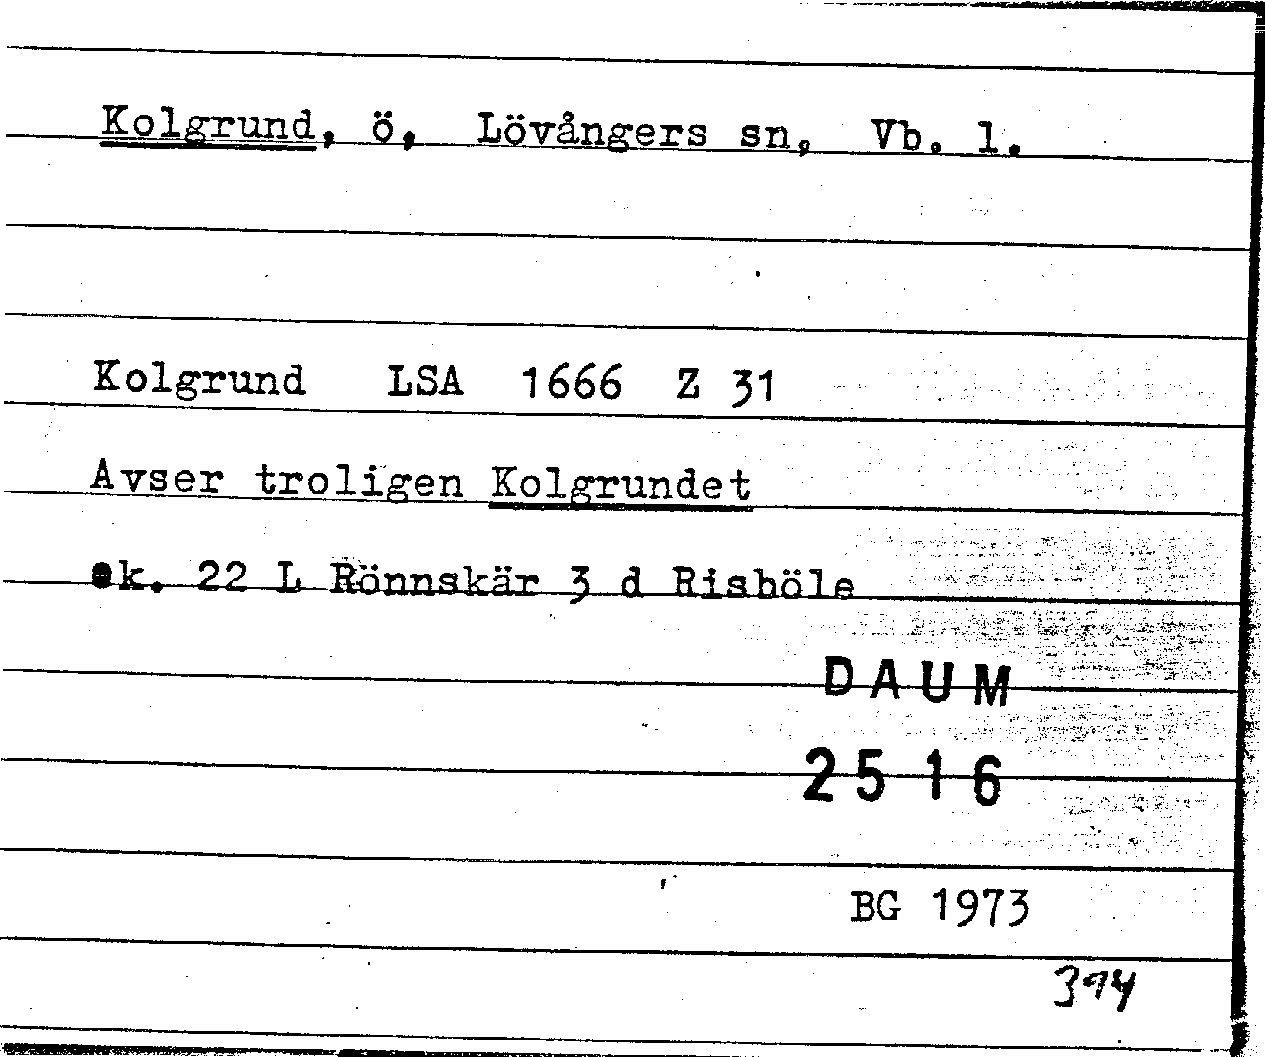 Kolgrund, ö, Lövångers sn, Vb. l.
Kolgrund LSA 1666 Z 31
Avser troligen Kolgrundet
ek. 22 L Rönnskär 3 d Risböle
DAUM
2516
BG 1973
394